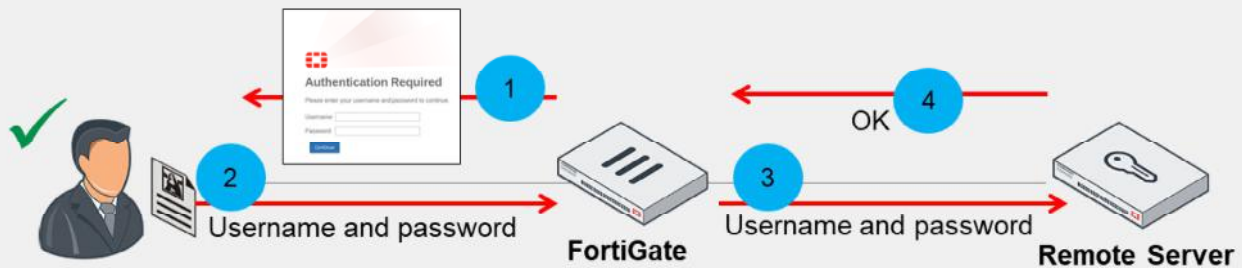 Authentication Required
Please enter your username and password to continue.
Username
Password
Continue
1
4
OK
2
3
Username and password
Username and password
FortiGate
Remote Server